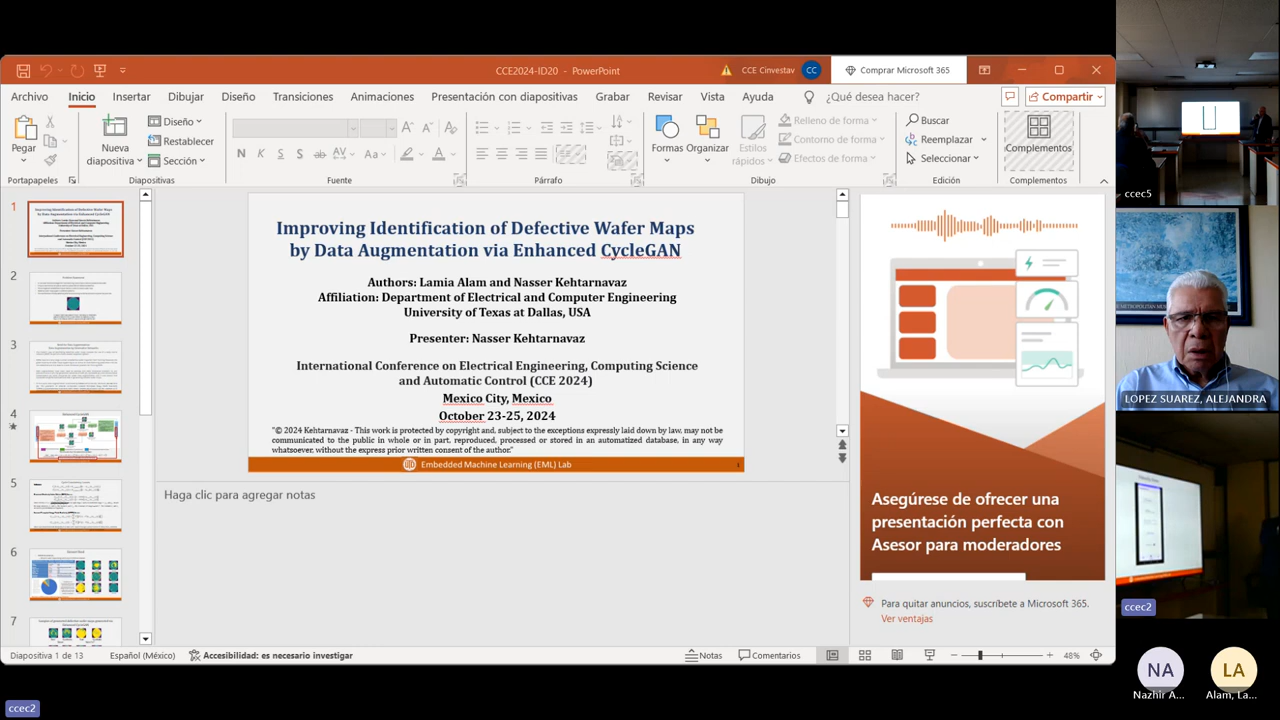 CCE2024-ID20 - PowerPoint
CCE Cinvestav
CC
Comprar Microsoft 365
Archivo
Inicio
Insertar
Dibujar
Diseño
Transiciones
Animaciones
Presentación con diapositivas
Grabar
Revisar
Vista
Ayuda
¿Qué desea hacer?
Compartir
Pegar
Nueva diapositiva
Diseño
Restablecer
Sección
Formas
Organizar
Estilos rápidos
Relleno de forma
Contorno de forma
Efectos de forma
Buscar
Reemplazar
Seleccionar
Complementos
Portapapeles
Diapositivas
Fuente
Párrafo
Dibujo
Edición
Complementos
1
2
3
4
5
6
7
Improving Identification of Defective Wafer Maps
by Data Augmentation via Enhanced CycleGAN
Authors: Lamia Alam and Nasser Kehtarnavaz
Affiliation: Department of Electrical and Computer Engineering
University of Texas at Dallas, USA
Presenter: Nasser Kehtarnavaz
International Conference on Electrical Engineering, Computing Science
and Automatic Control (CCE 2024)
Mexico City, Mexico
October 23-25, 2024
"© 2024 Kehtarnavaz - This work is protected by copyright and, subject to the exceptions expressly laid down by law, may not be
communicated to the public in whole or in part, reproduced, processed or stored in an automatized database, in any way
whatsoever, without the express prior written consent of the author."
Embedded Machine Learning (EML) Lab
1
Haga clic para agregar notas
Asegúrese de ofrecer una
presentación perfecta con
Asesor para moderadores
Para quitar anuncios, suscríbete a Microsoft 365.
Ver ventajas
Diapositiva 1 de 13
Español (México)
Accesibilidad: es necesario investigar
Notas
Comentarios
48%
ccec2
ccec5
LOPEZ SUAREZ, ALEJANDRA
ccec2
NA
Nazhir A...
LA
Alam, La...